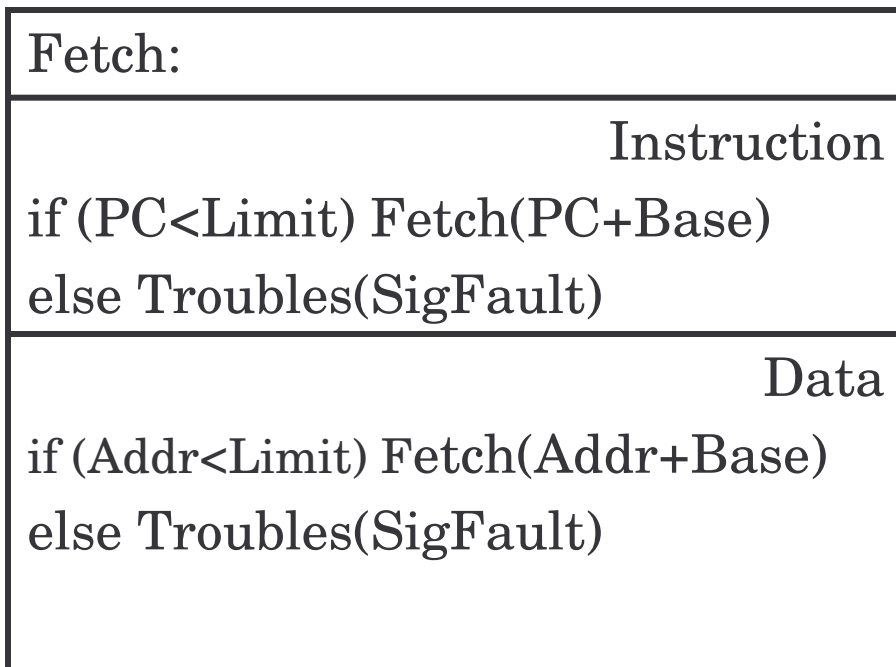 Fetch:
Instruction
if (PC<Limit) Fetch(PC+Base)
else Troubles(SigFault)
Data
if (Addr<Limit) Fetch(Addr+Base)
else Troubles(SigFault)